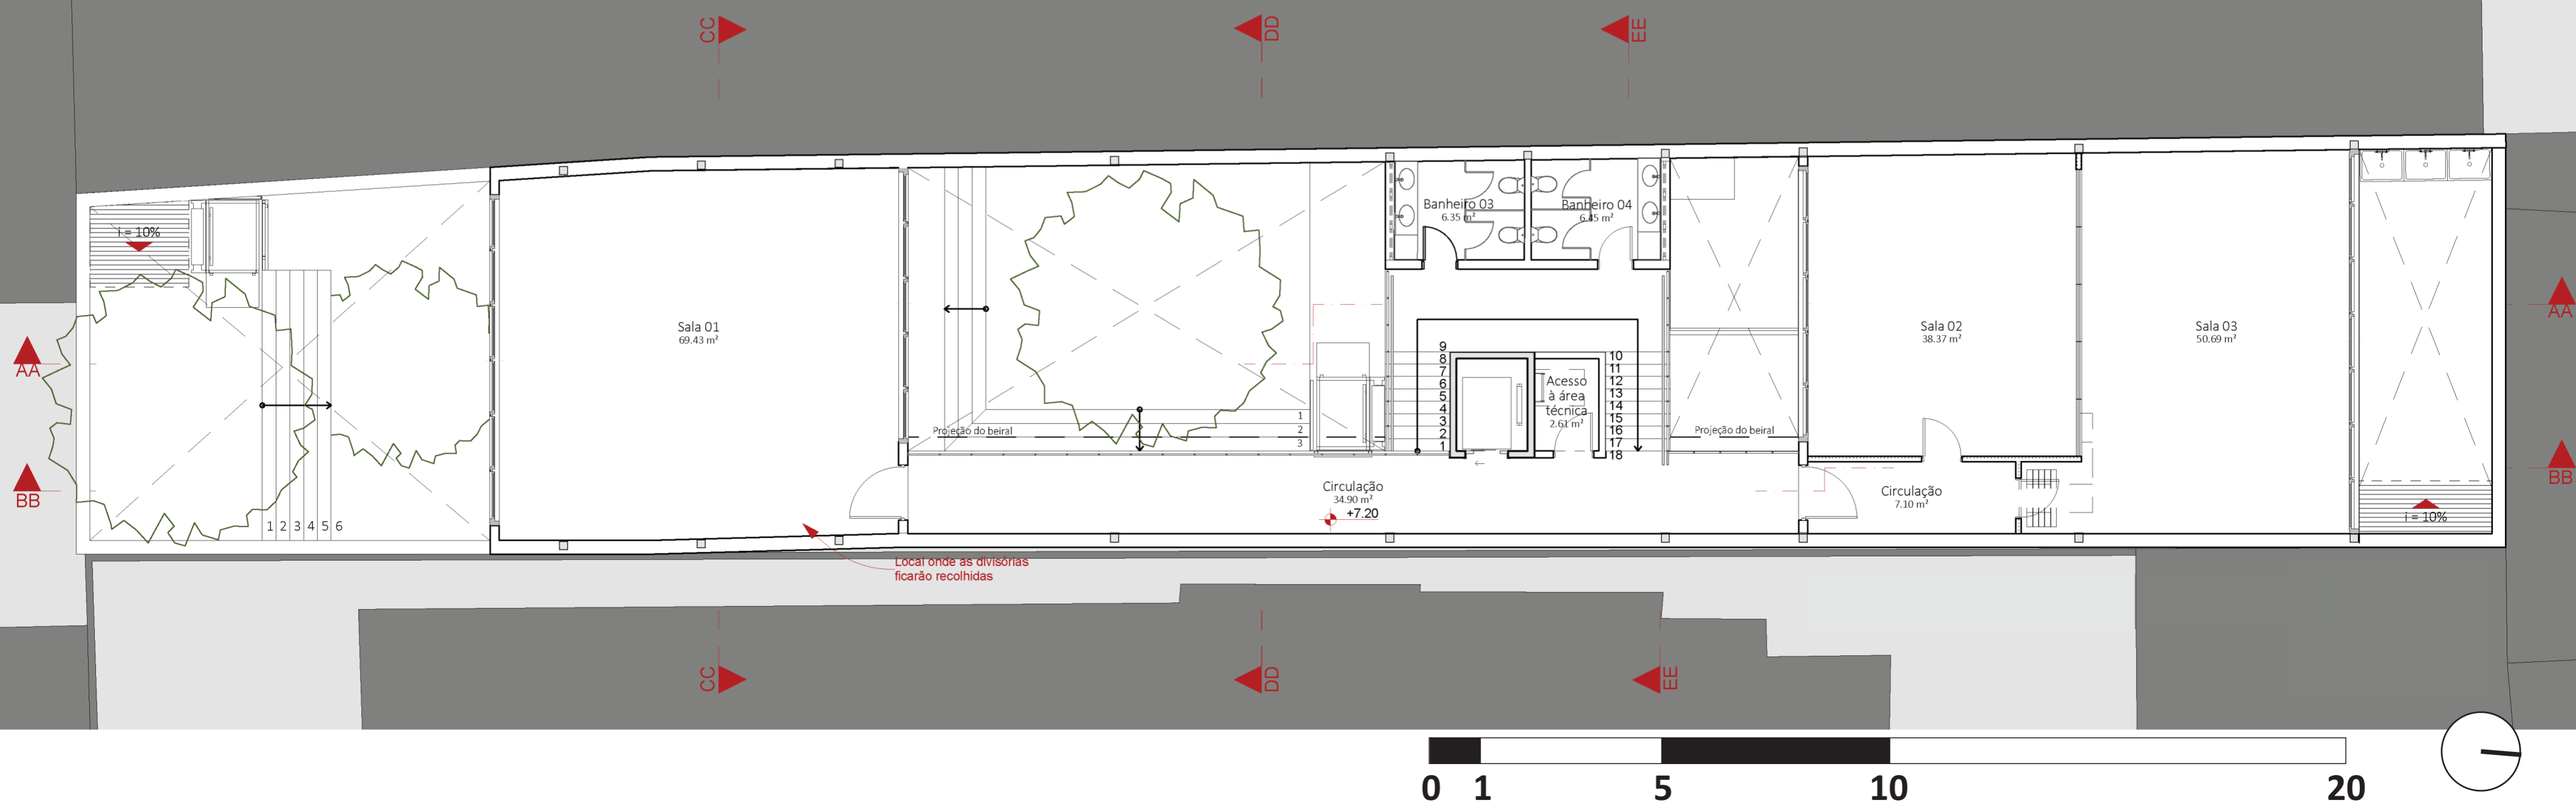 CC
DD
EE
i = 10%
Banheiro 03
6.35 m²
Banheiro 04
6.45 m²
Sala 01
69.43 m²
Sala 02
38.37 m²
Sala 03
50.69 m²
AA
AA
9
8
7
6
5
4
3
2
1
Acesso
à área
técnica
2.61 m²
10
11
12
13
14
15
16
17
18
1
2
3
Projeção do beiral
Projeção do beiral
BB
BB
Circulação
34.90 m²
+7.20
Circulação
7.10 m²
i = 10%
1 2 3 4 5 6
Local onde as divisórias
ficarão recolhidas
CC
DD
EE
0 1 5 10 20